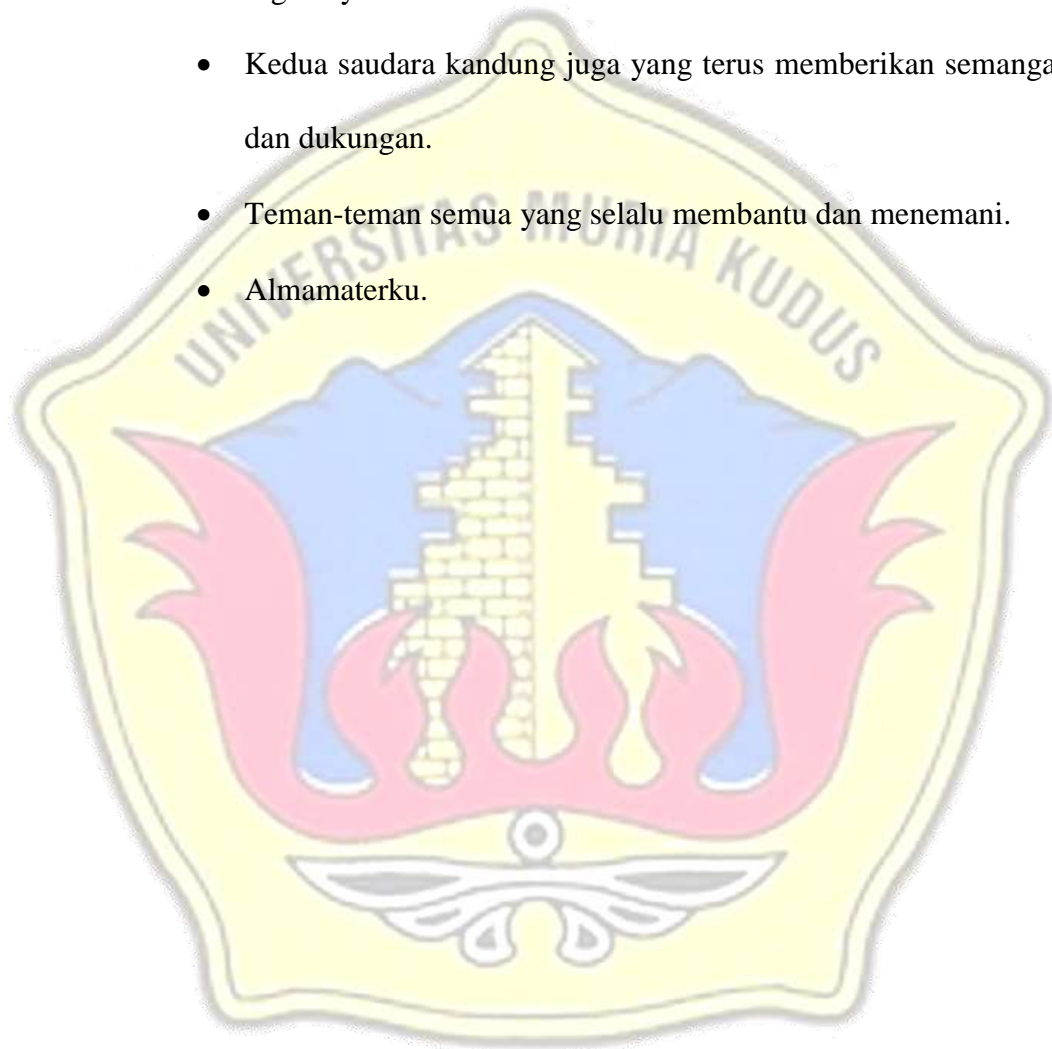 • Kedua saudara kandung juga yang terus memberikan semanga
dan dukungan.
• Teman-teman semua yang selalu membantu dan menemani.
• Almamaterku.
UNIVERSITAS MURIA KUDUS